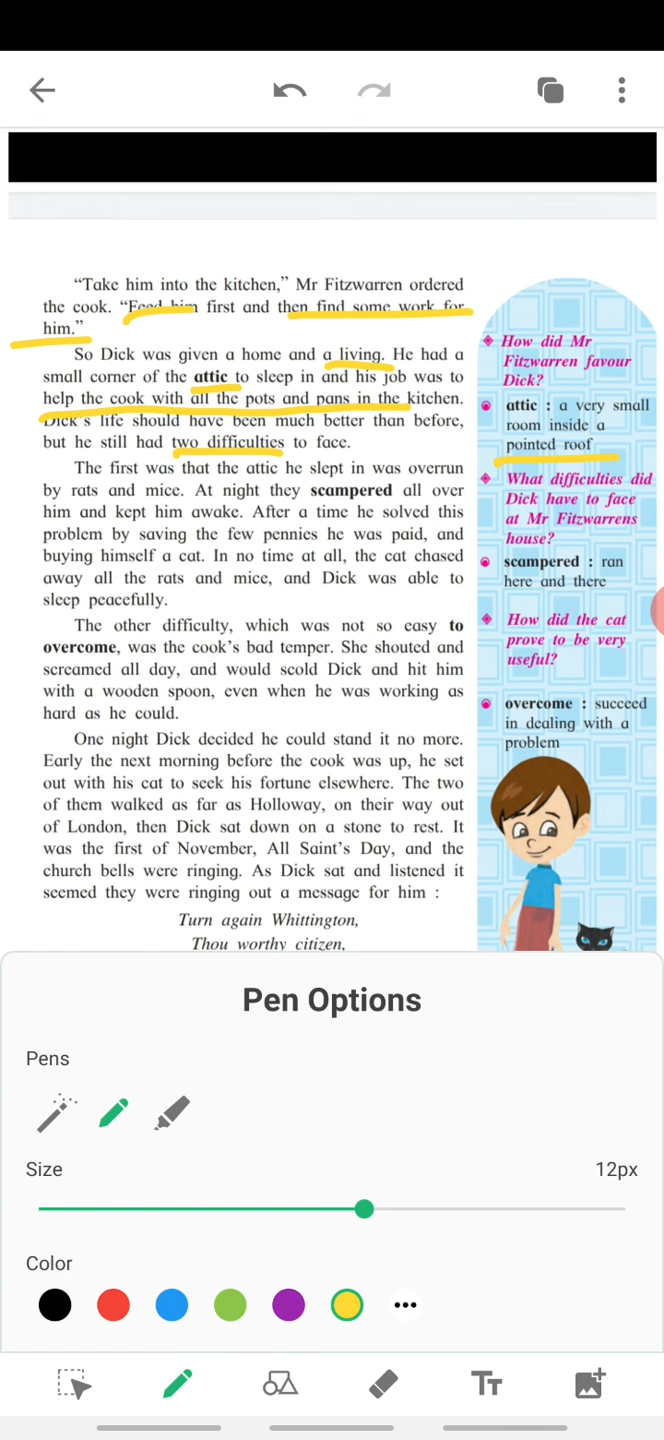 “Take him into the kitchen,” Mr Fitzwarren ordered
the cook. “Feed him first and then find some work for
him.”
So Dick was given a home and a living. He had a
small corner of the attic to sleep in and his job was to
help the cook with all the pots and pans in the kitchen.
Dick's life should have been much better than before,
but he still had two difficulties to face.
The first was that the attic he slept in was overrun
by rats and mice. At night they scampered all over
him and kept him awake. After a time he solved this
problem by saving the few pennies he was paid, and
buying himself a cat. In no time at all, the cat chased
away all the rats and mice, and Dick was able to
sleep peacefully.
The other difficulty, which was not so easy to
overcome, was the cook's bad temper. She shouted and
screamed all day, and would scold Dick and hit him
with a wooden spoon, even when he was working as
hard as he could.
One night Dick decided he could stand it no more.
Early the next morning before the cook was up, he set
out with his cat to seek his fortune elsewhere. The two
of them walked as far as Holloway, on their way out
of London, then Dick sat down on a stone to rest. It
was the first of November, All Saint's Day, and the
church bells were ringing. As Dick sat and listened it
seemed they were ringing out a message for him :
Turn again Whittington,
Thou worthy citizen,
How did Mr
Fitzwarren favour
Dick?
attic : a very small
room inside a
pointed roof
What difficulties did
Dick have to face
at Mr Fitzwarrens
house?
scampered : ran
here and there
How did the cat
prove to be very
useful?
overcome : succeed
in dealing with a
problem
Pen Options
Pens
Size 12px
Color
Tт